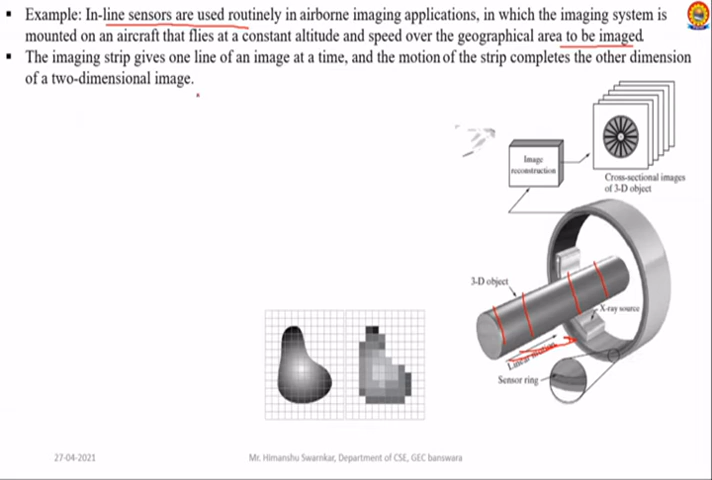 ▪ Example: In-line sensors are used routinely in airborne imaging applications, in which the imaging system is
mounted on an aircraft that flies at a constant altitude and speed over the geographical area to be imaged
▪ The imaging strip gives one line of an image at a time, and the motion of the strip completes the other dimension
of a two-dimensional image.
Image
reconstruction
Cross-sectional images
of 3-D object
3-D object
X-ray source
Linear motion
Sensor ring
27-04-2021
Mr. Himanshu Swarnkar, Department of CSE, GEC banswara